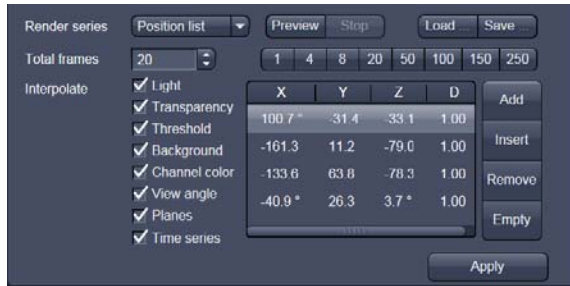 Render series Position list Preview Stop Load ... Save ...
Total frames 20 1 4 8 20 50 100 150 250
Interpolate
Light
Transparency
Threshold
Background
Channel color
View angle
Planes
Time series
X Y Z D
100.7 ° -31.4 -33.1 1.00
-161.3 11.2 -79.0 1.00
-133.6 63.8 -78.3 1.00
-40.9 ° 26.3 3.7 ° 1.00
Add
Insert
Remove
Empty
Apply